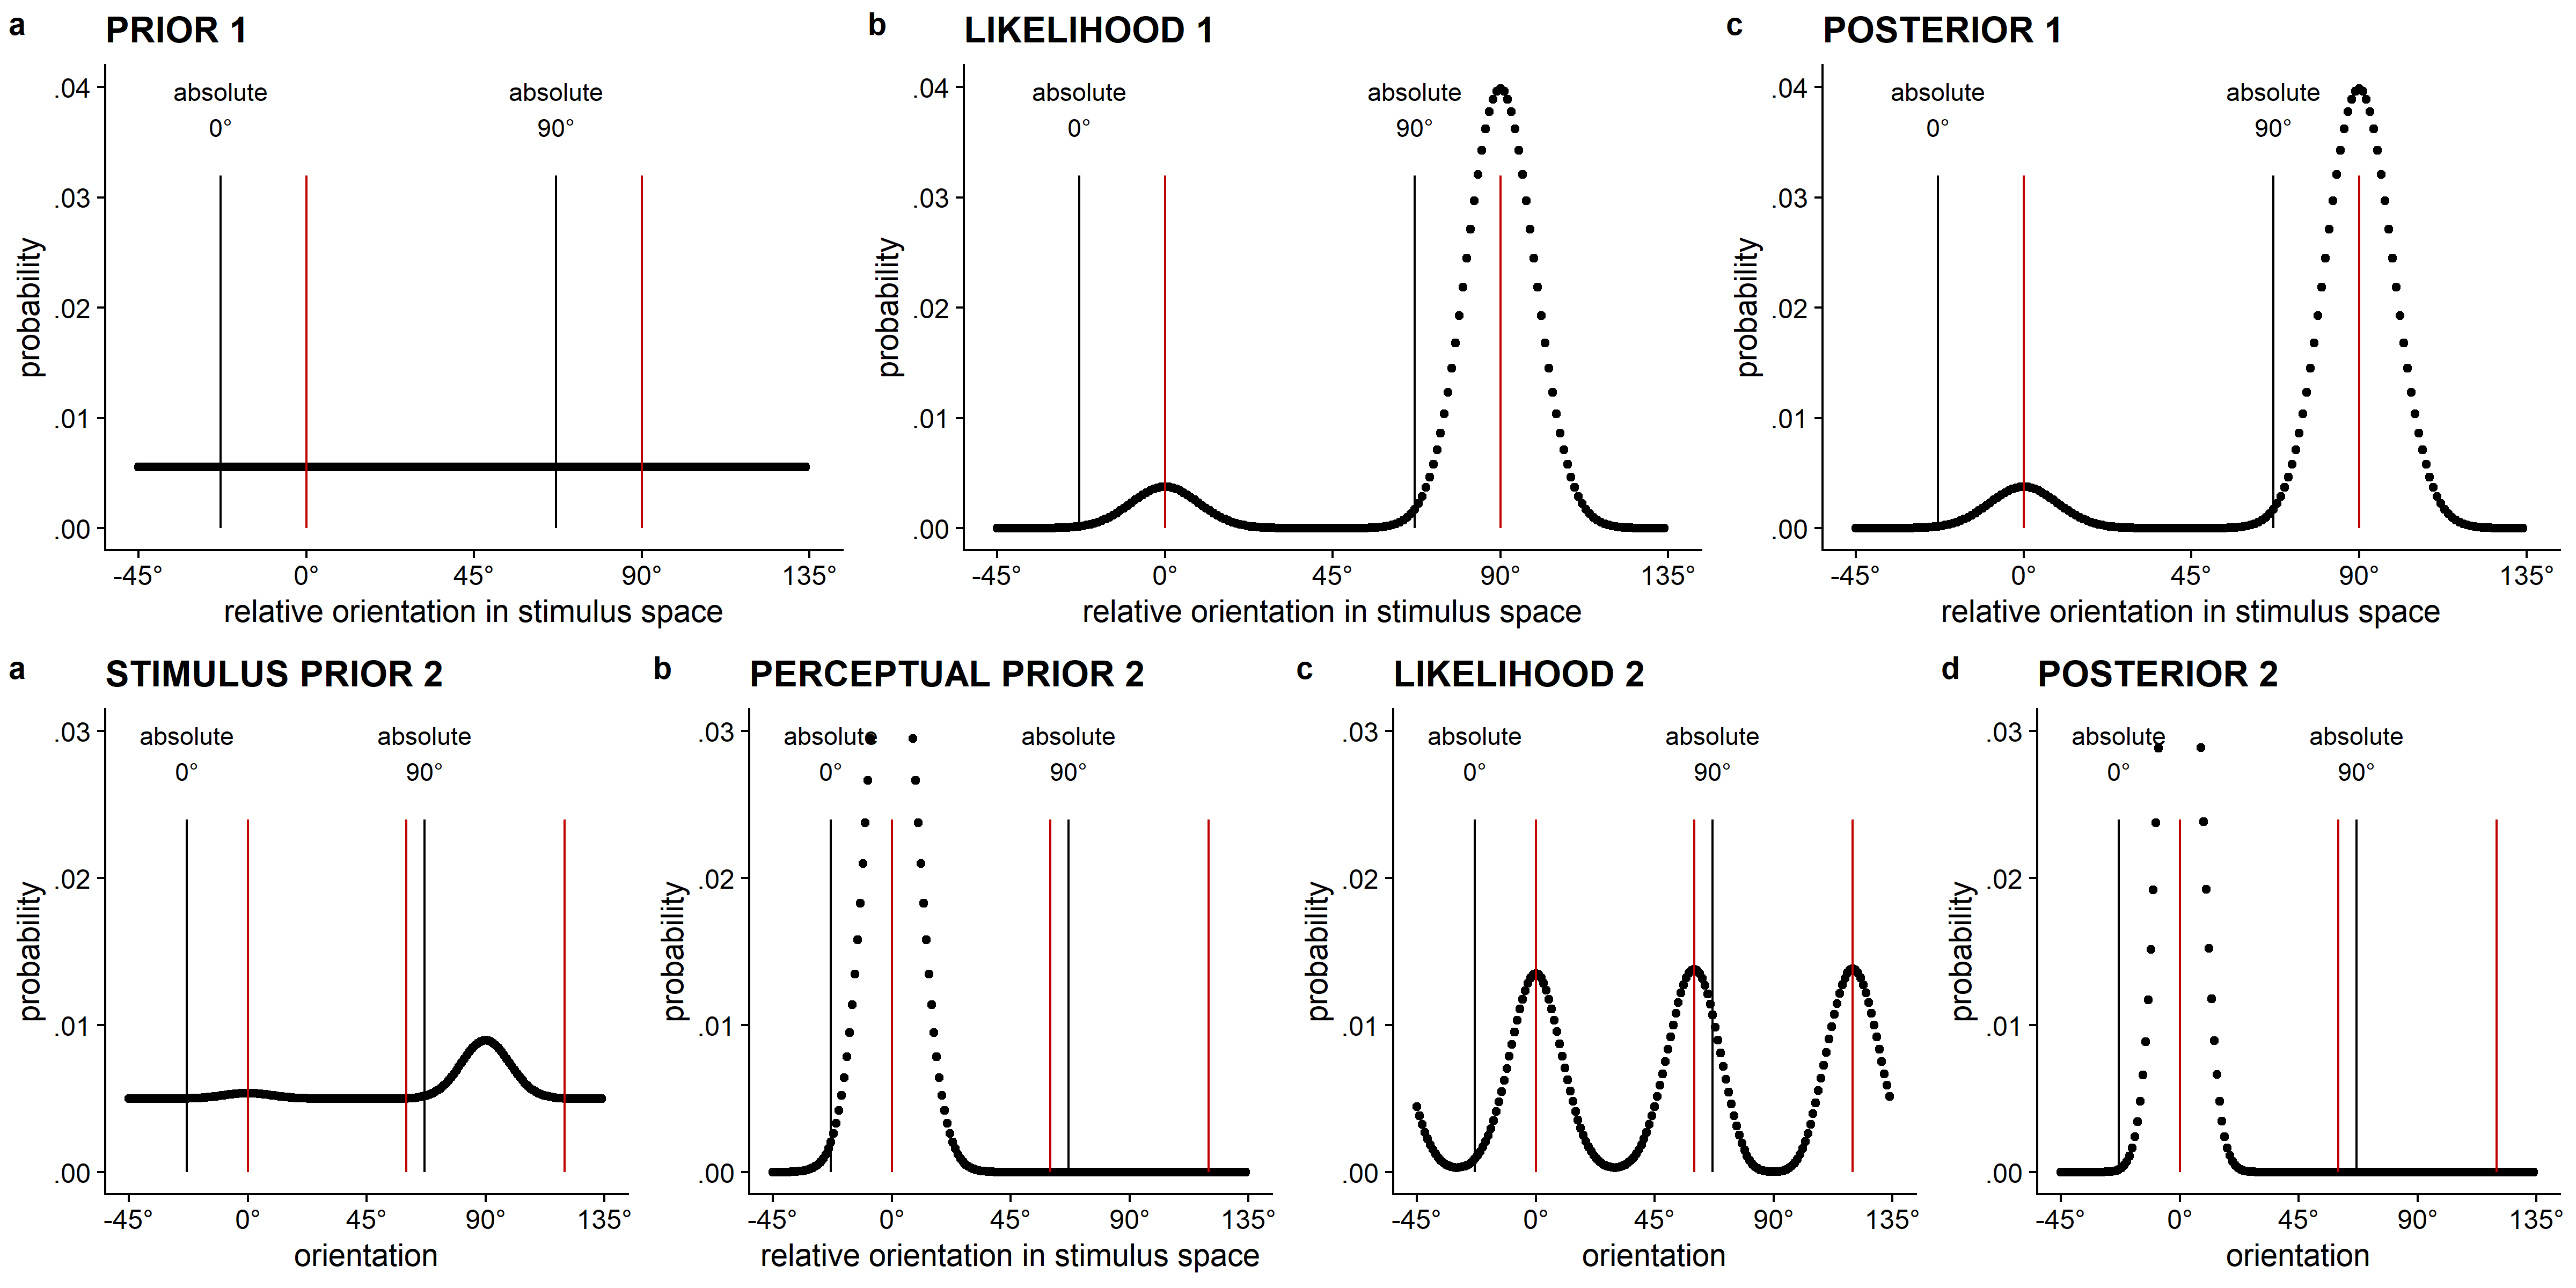 a PRIOR 1
absolute 0°
absolute 90°
.04
.03
.02
.01
.00
probability
-45° 0° 45° 90° 135°
relative orientation in stimulus space
b LIKELIHOOD 1
absolute 0°
absolute 90°
.04
.03
.02
.01
.00
probability
-45° 0° 45° 90° 135°
relative orientation in stimulus space
c POSTERIOR 1
absolute 0°
absolute 90°
.04
.03
.02
.01
.00
probability
-45° 0° 45° 90° 135°
relative orientation in stimulus space
a STIMULUS PRIOR 2
absolute 0°
absolute 90°
.03
.02
.01
.00
probability
-45° 0° 45° 90° 135°
orientation
b PERCEPTUAL PRIOR 2
absolute 0°
absolute 90°
.03
.02
.01
.00
probability
-45° 0° 45° 90° 135°
relative orientation in stimulus space
c LIKELIHOOD 2
absolute 0°
absolute 90°
.03
.02
.01
.00
probability
-45° 0° 45° 90° 135°
orientation
d POSTERIOR 2
absolute 0°
absolute 90°
.03
.02
.01
.00
probability
-45° 0° 45° 90° 135°
orientation